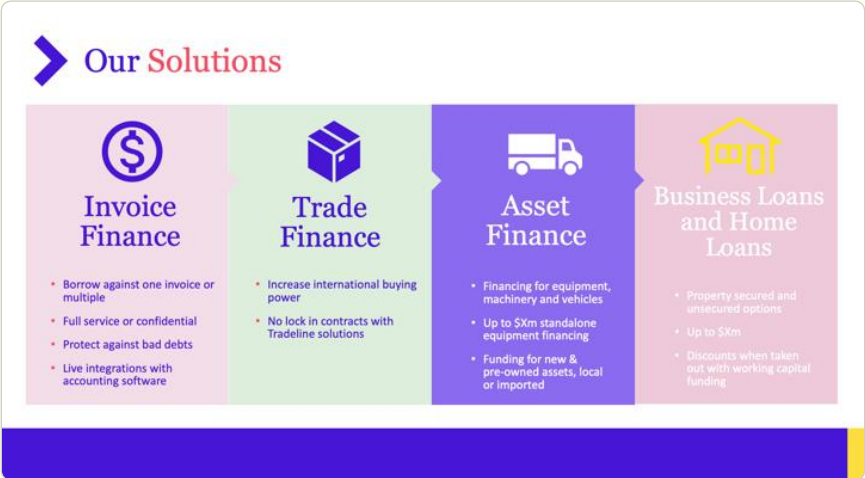 Our Solutions
Invoice
Finance
• Borrow against one invoice or
multiple
• Full service or confidential
• Protect against bad debts
• Live integrations with
accounting software
Trade
Finance
• Increase international buying
power
• No lock in contracts with
Tradeline solutions
Asset
Finance
• Financing for equipment,
machinery and vehicles
• Up to $Xm standalone
equipment financing
• Funding for new &
pre-owned assets, local
or imported
Business Loans
and Home
Loans
• Property secured and
unsecured options
• Up to $Xm
• Discounts when taken
out with working capital
funding